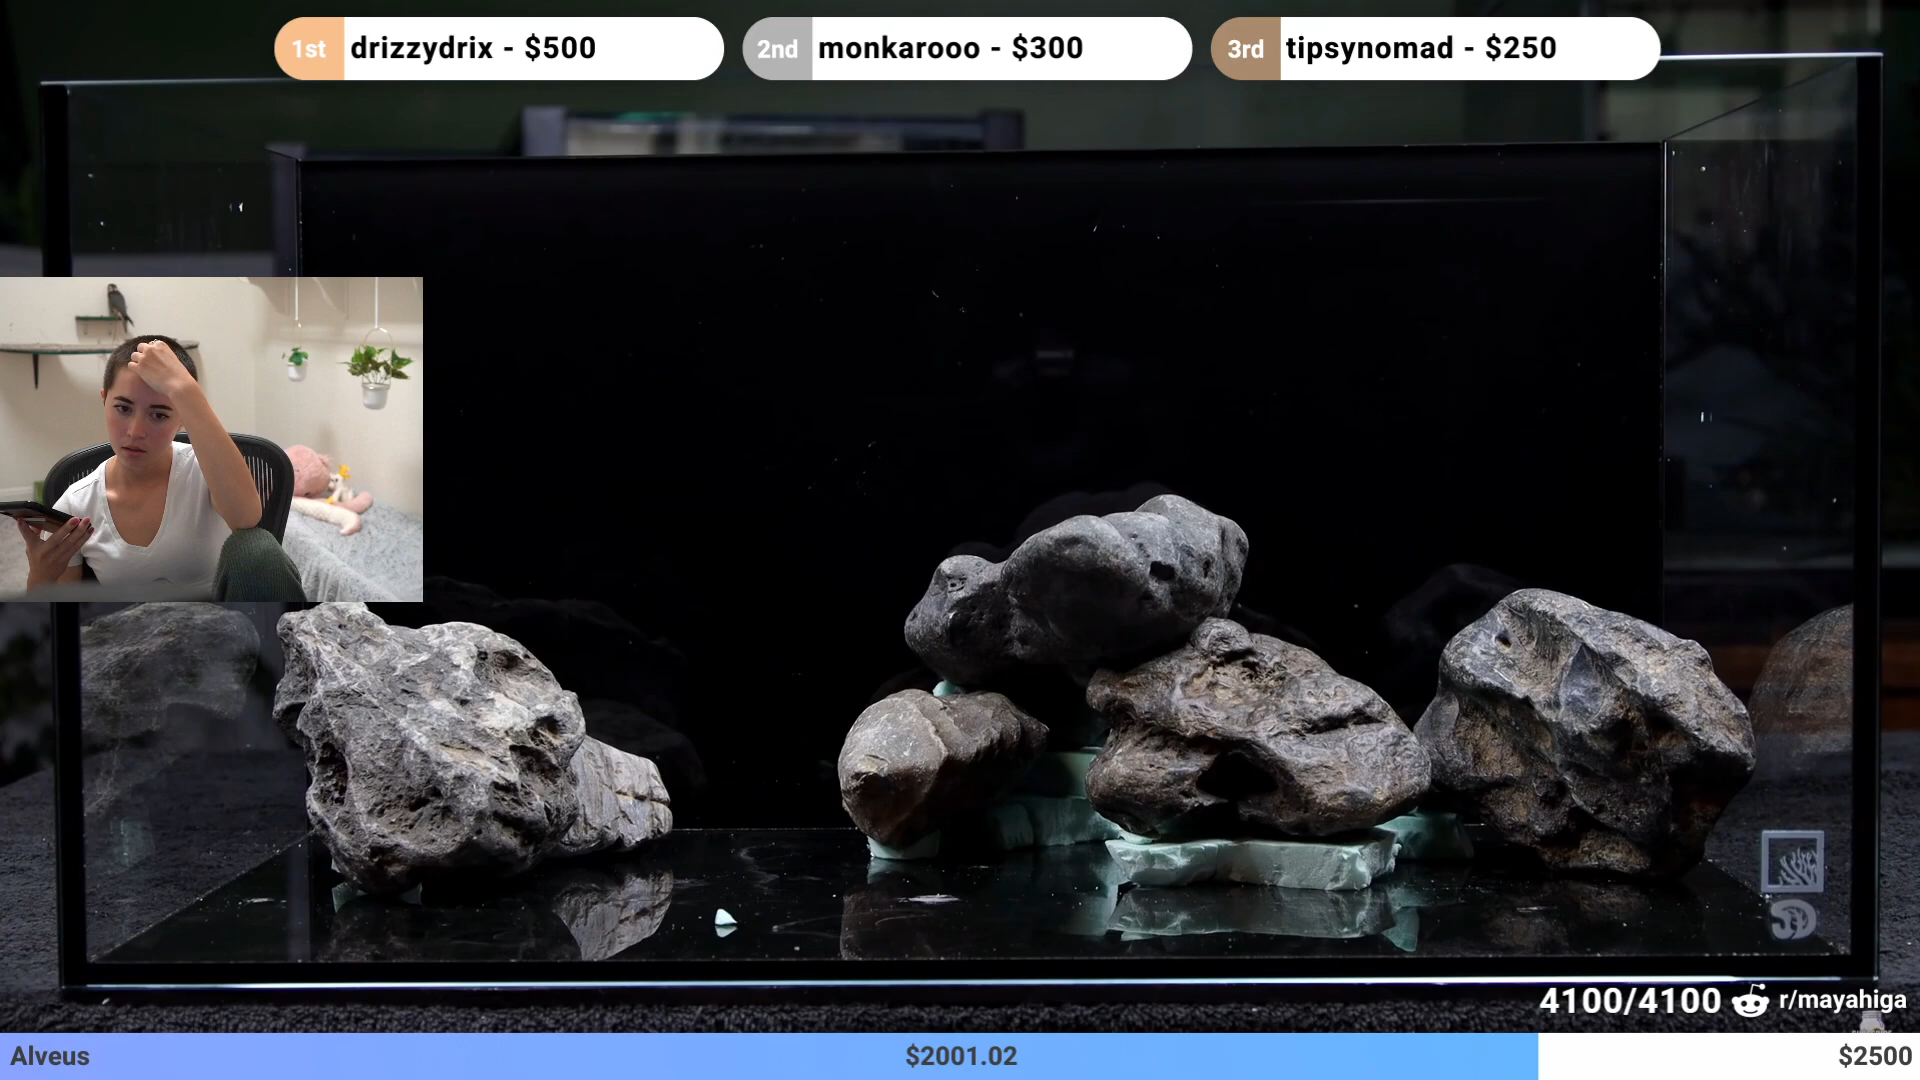 1st drizzydrix - $500
2nd monkarooo - $300
3rd tipsynomad - $250
4100/4100 r/mayahiga
Alveus $2001.02 $2500